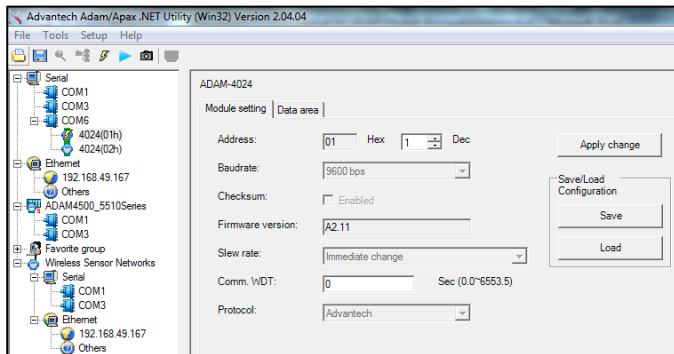 Advantech Adam/Apax .NET Utility (Win32) Version 2.04.04
File Tools Setup Help
Serial
COM1
COM3
COM6
4024(01h)
4024(02h)
Ethernet
192.168.49.167
Others
ADAM4500_5510Series
COM1
COM3
Favorite group
Wireless Sensor Networks
Serial
COM1
COM3
Ethernet
192.168.49.167
Others
ADAM-4024
Module setting Data area
Address: 01 Hex 1 Dec
Baudrate: 9600 bps
Checksum: Enabled
Firmware version: A2.11
Slew rate: Immediate change
Comm. WDT: 0 Sec (0.0~6553.5)
Protocol: Advantech
Apply change
Save/Load
Configuration
Save
Load